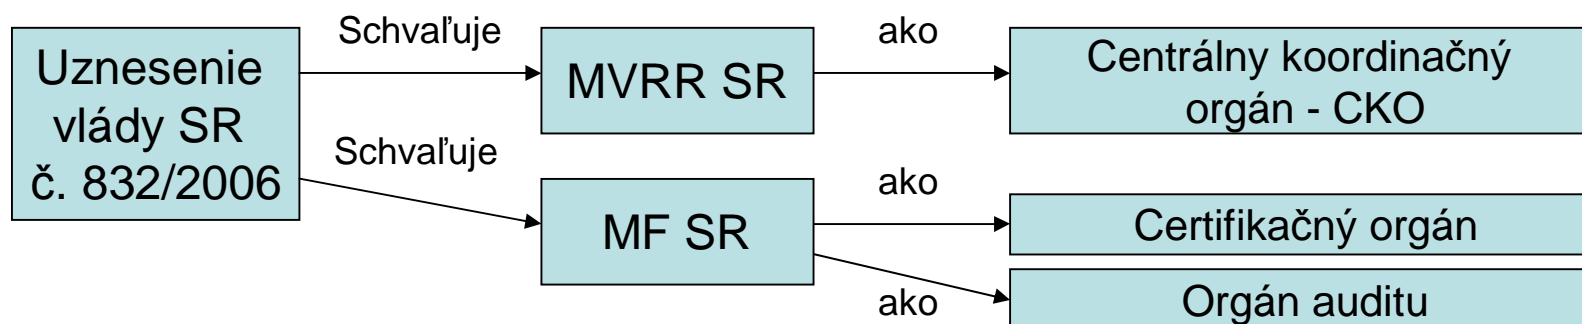 Schvaľuje
ako
Uznesenie
vlády SR
č. 832/2006
MVRR SR
Centrálny koordinačný
orgán - CKO
Schvaľuje
ako
MF SR
Certifikačný orgán
ako
Orgán auditu